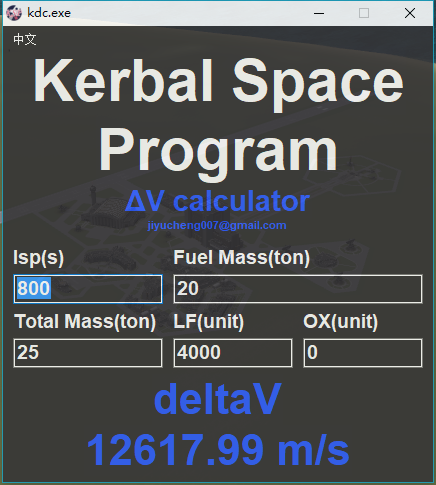 kdc.exe
中文
Kerbal Space
Program
ΔV calculator
jiyucheng007@gmail.com
Isp(s) Fuel Mass(ton)
800 20
Total Mass(ton) LF(unit) OX(unit)
25 4000 0
deltaV
12617.99 m/s